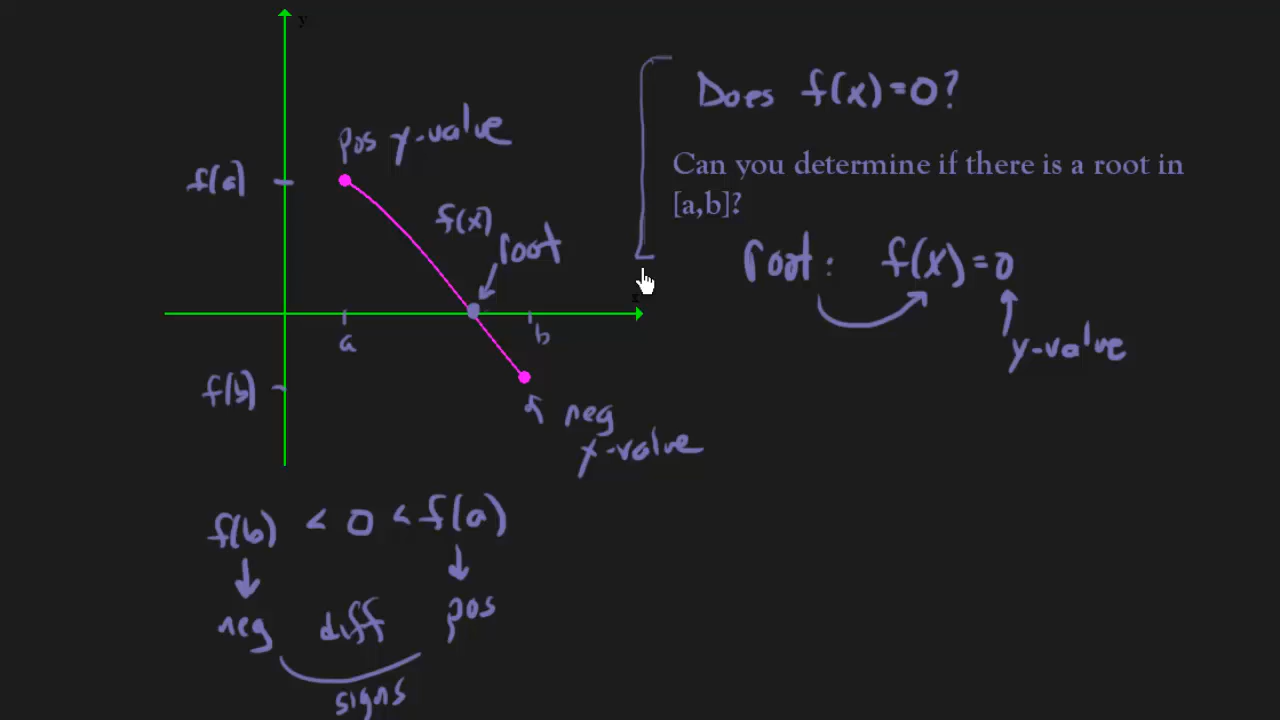 y
Does f(x)=0?
pos y-value
Can you determine if there is a root in
[a,b]?
f(a)
f(x)
root
root: f(x)=0
x
a
b
y-value
f(b)
neg
y-value
f(b) < 0 < f(a)
neg diff pos
signs